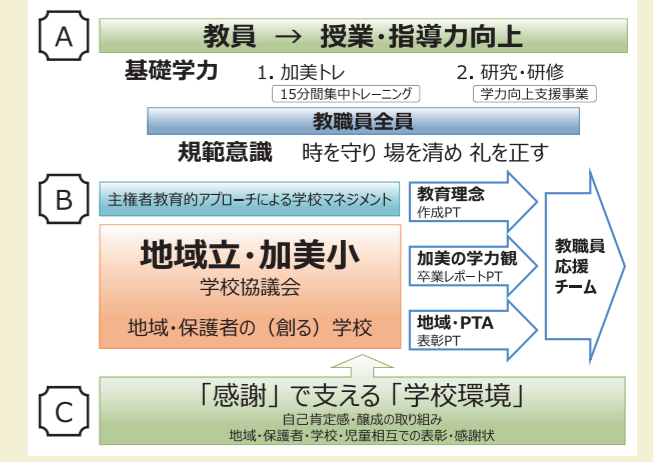 A
教員 → 授業・指導力向上
基礎学力 1. 加美トレ 2. 研究・研修
15分間集中トレーニング 学力向上支援事業
教職員全員
規範意識 時を守り 場を清め 礼を正す
B
主権者教育的アプローチによる学校マネジメント
地域立・加美小
学校協議会
地域・保護者の（創る）学校
教育理念
作成PT
加美の学力観
卒業レポートPT
地域・PTA
表彰PT
教職員
応援
チーム
C
「感謝」で支える「学校環境」
自己肯定感・醸成の取り組み
地域・保護者・学校・児童相互での表彰・感謝状